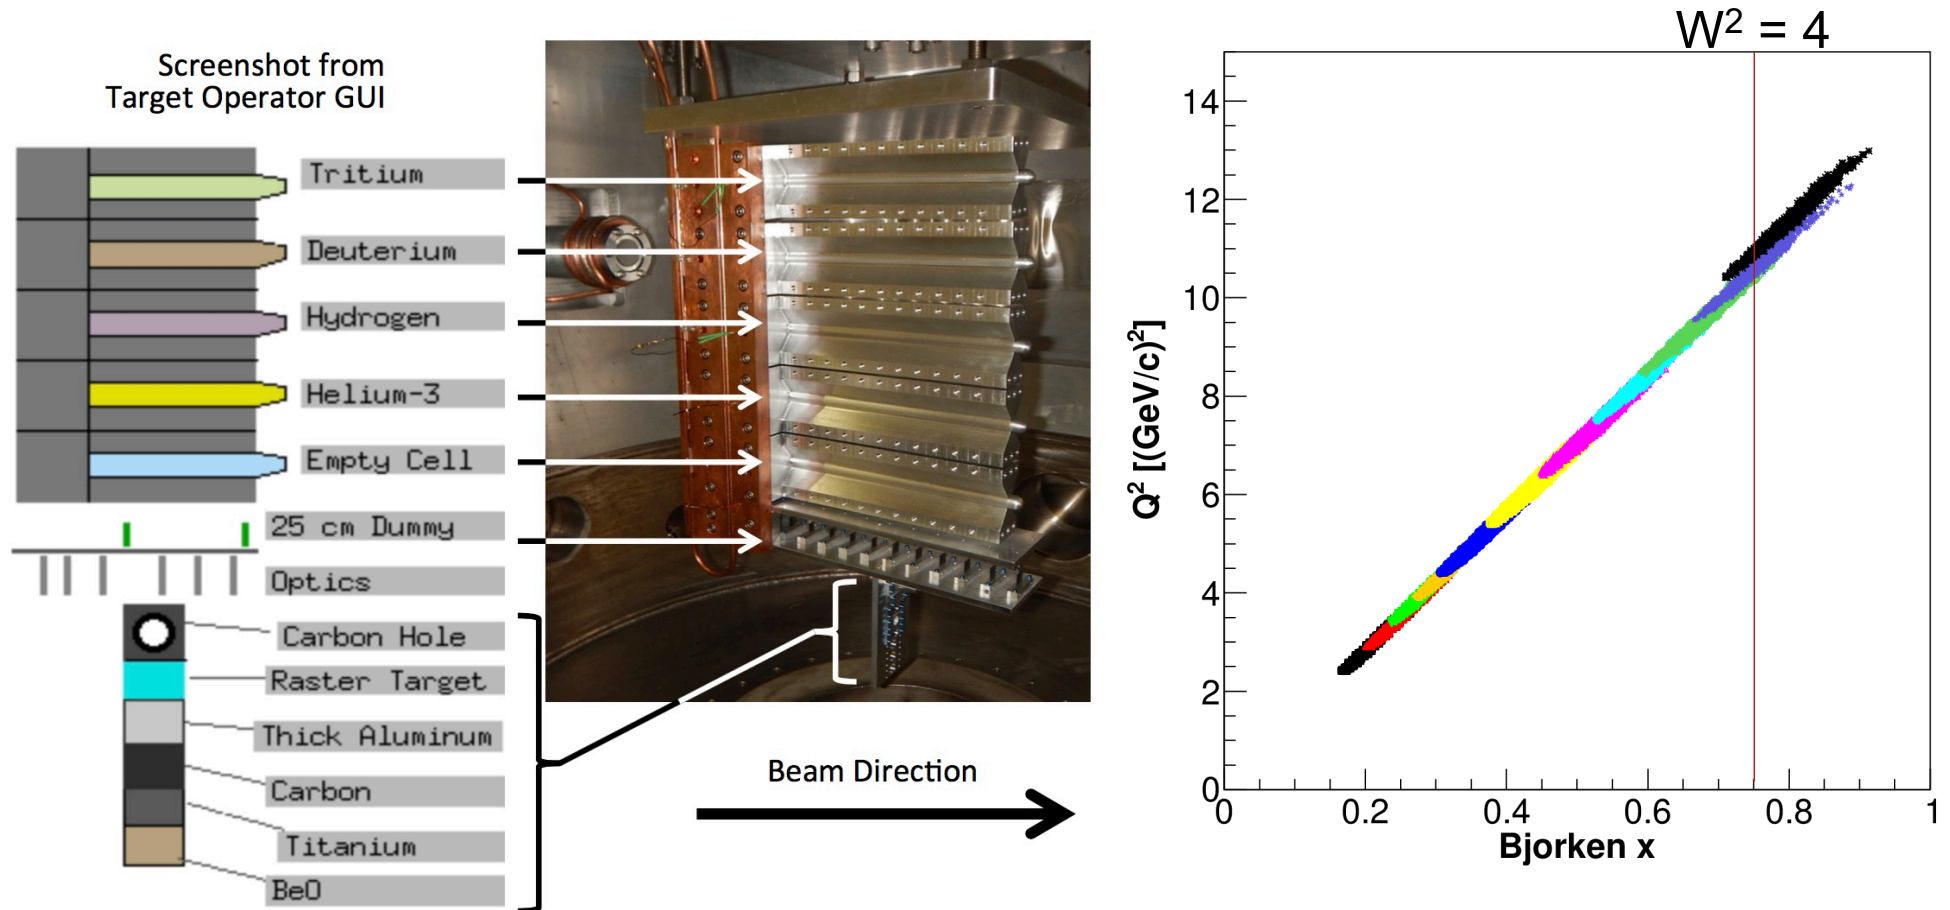 Screenshot from
Target Operator GUI
Tritium
Deuterium
Hydrogen
Helium-3
Empty Cell
25 cm Dummy
Optics
Carbon Hole
Raster Target
Thick Aluminum
Carbon
Titanium
BeO
Beam Direction
W² = 4
Q² [(GeV/c)²]
14
12
10
8
6
4
2
0
0 0.2 0.4 0.6 0.8 1
Bjorken x